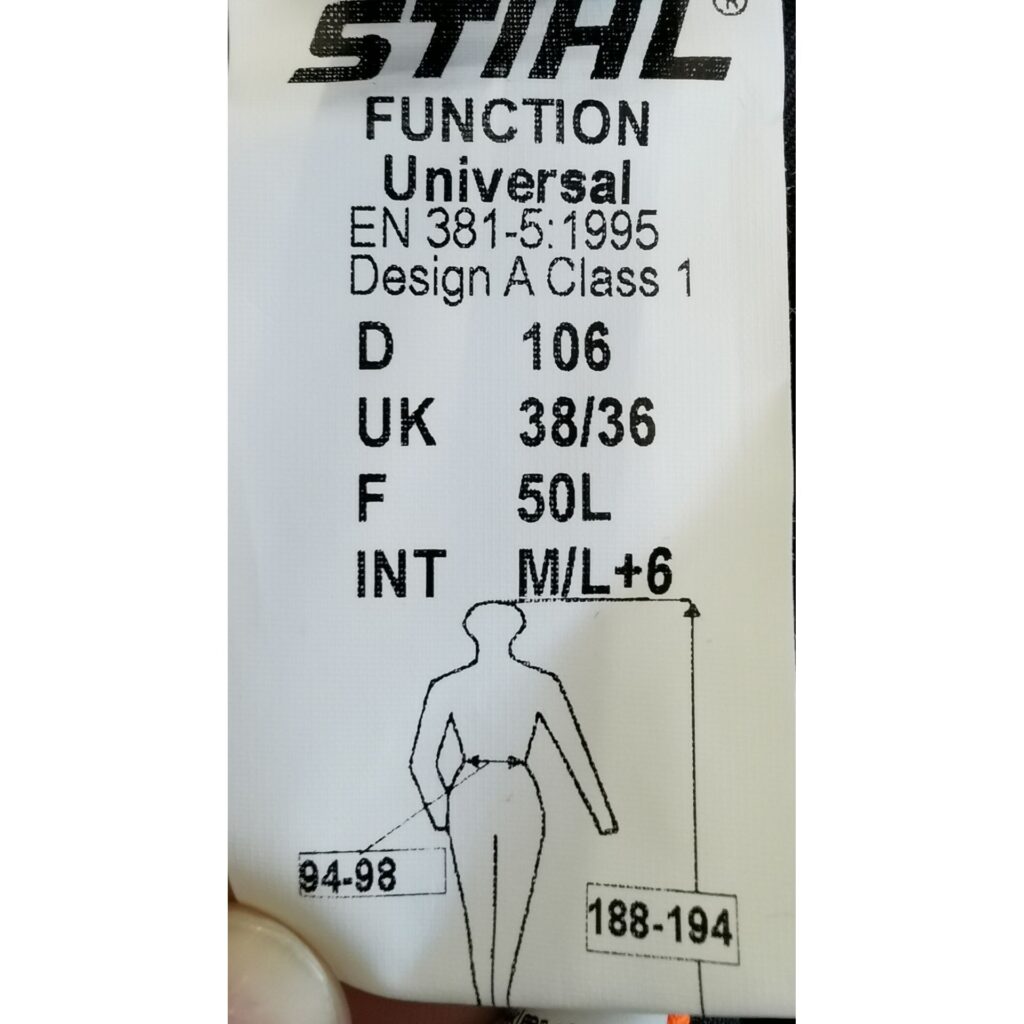 STIHL®
FUNCTION
Universal
EN 381-5:1995
Design A Class 1
D 106
UK 38/36
F 50L
INT M/L+6
94-98
188-194